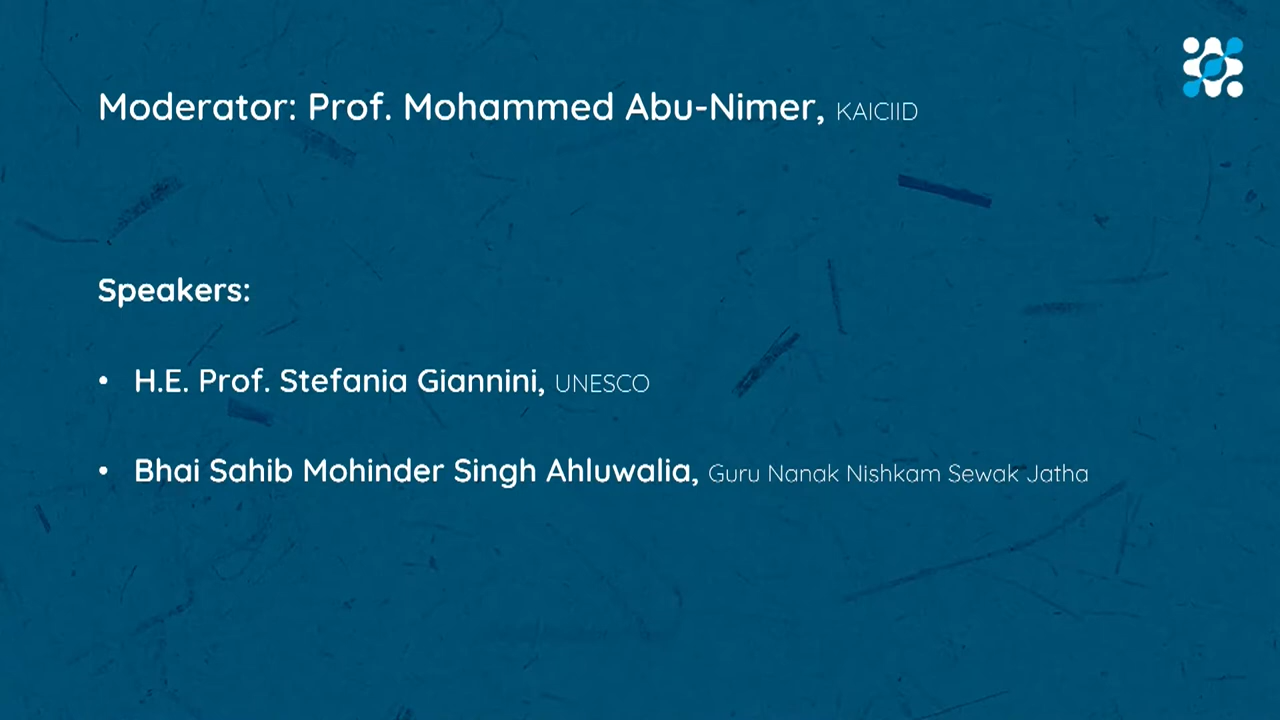 Moderator: Prof. Mohammed Abu-Nimer, KAICIID
Speakers:
• H.E. Prof. Stefania Giannini, UNESCO
• Bhai Sahib Mohinder Singh Ahluwalia, Guru Nanak Nishkam Sewak Jatha